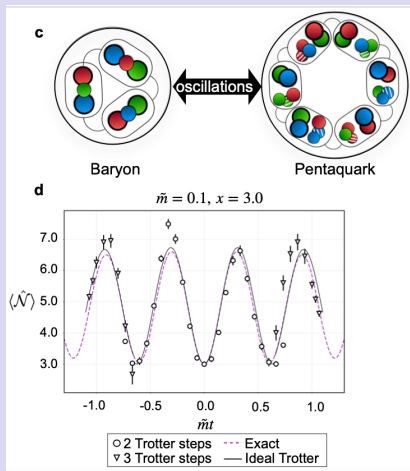 c
oscillations
Baryon Pentaquark
d
m̃ = 0.1, x = 3.0
7.0
6.0
⟨𝒩̂⟩ 5.0
4.0
3.0
-1.0 -0.5 0.0 0.5 1.0
m̃t
2 Trotter steps Exact
3 Trotter steps Ideal Trotter